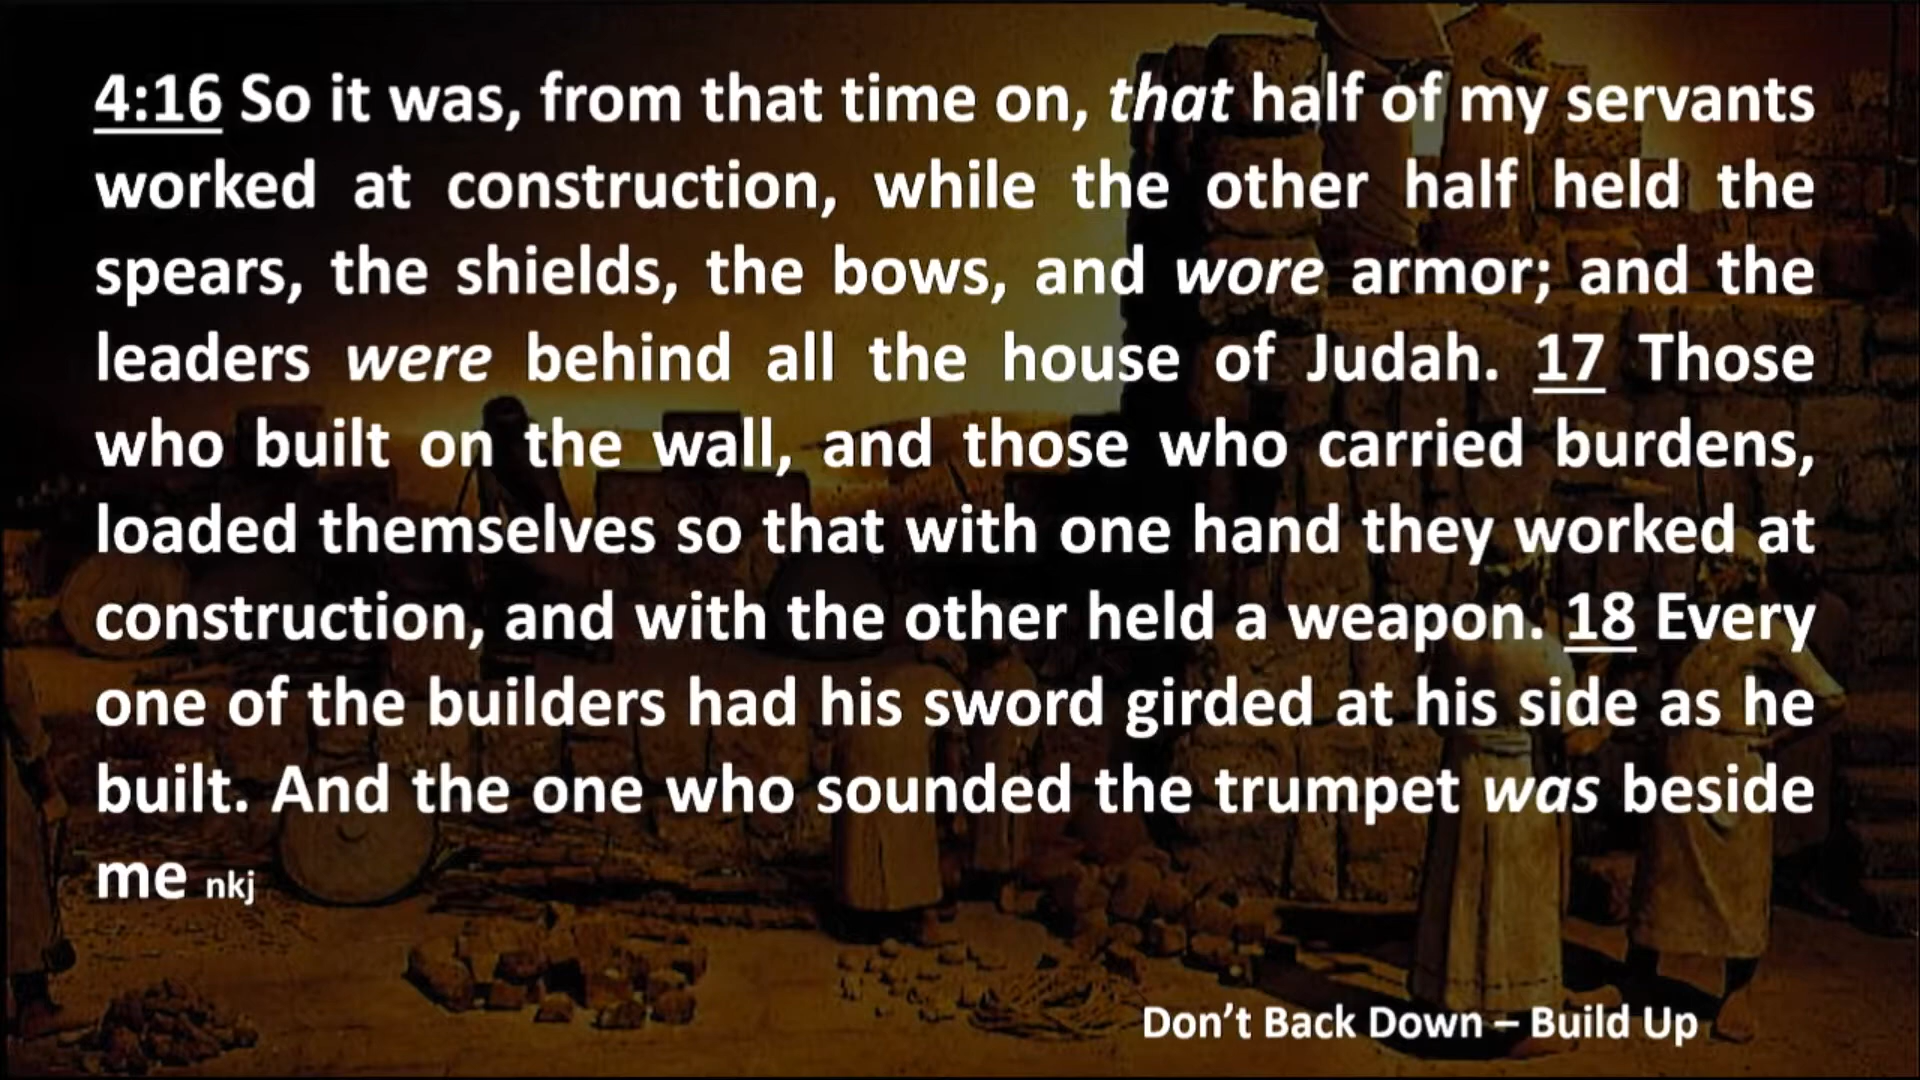 4:16 So it was, from that time on, that half of my servants
worked at construction, while the other half held the
spears, the shields, the bows, and wore armor; and the
leaders were behind all the house of Judah. 17 Those
who built on the wall, and those who carried burdens,
loaded themselves so that with one hand they worked at
construction, and with the other held a weapon. 18 Every
one of the builders had his sword girded at his side as he
built. And the one who sounded the trumpet was beside
me nkj
Don’t Back Down – Build Up